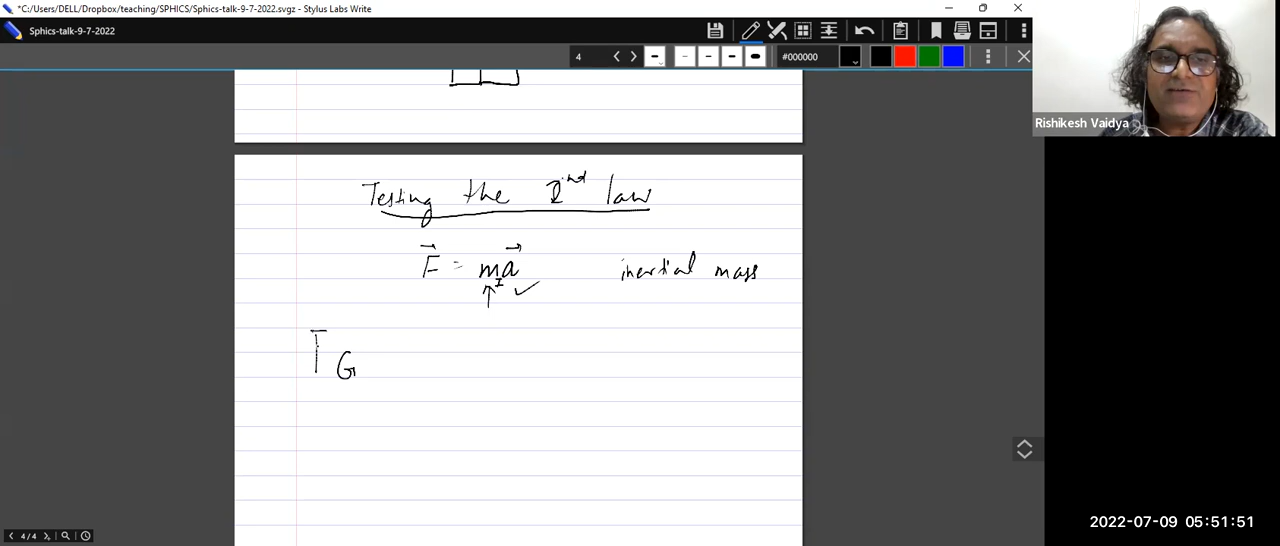 *C:/Users/DELL/Dropbox/teaching/SPHICS/Sphics-talk-9-7-2022.svgz - Stylus Labs Write
Sphics-talk-9-7-2022
4
#000000
Rishikesh Vaidya
Testing the 2nd law
F⃗ = m_I a⃗ inertial mass
G
4/4
2022-07-09 05:51:51